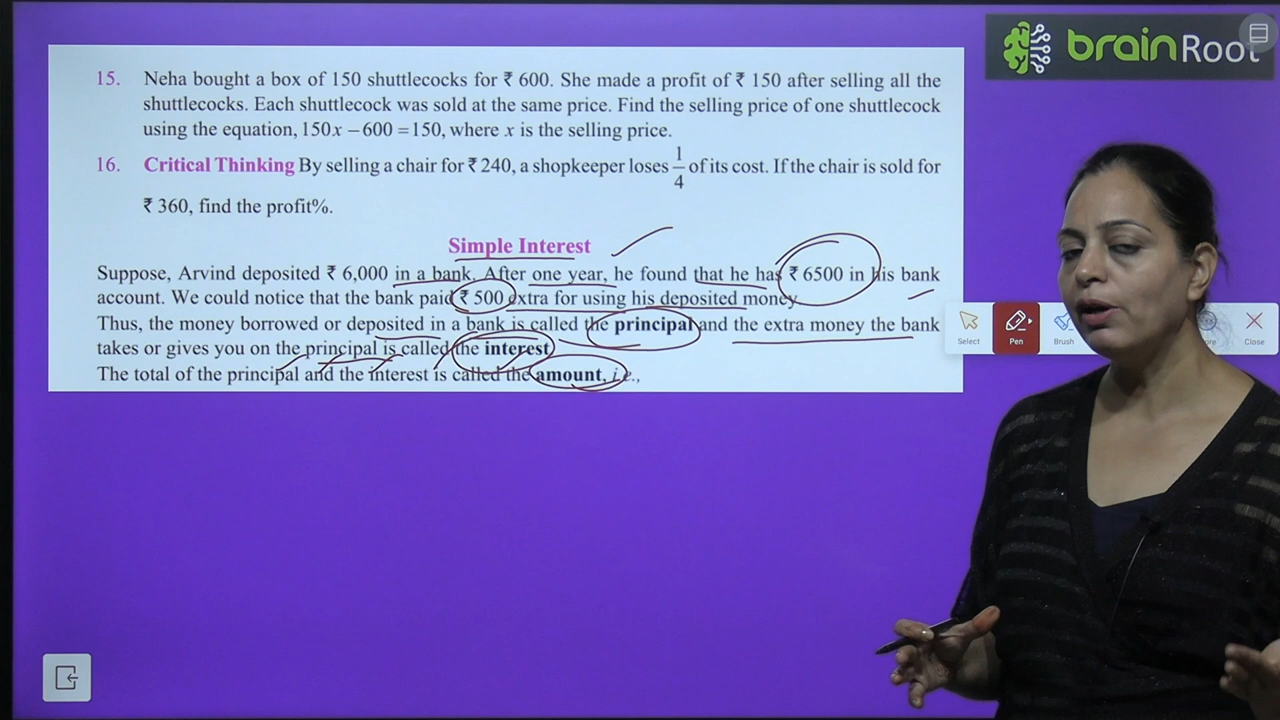 brainRoot
15. Neha bought a box of 150 shuttlecocks for ₹ 600. She made a profit of ₹ 150 after selling all the
shuttlecocks. Each shuttlecock was sold at the same price. Find the selling price of one shuttlecock
using the equation, 150x – 600 = 150, where x is the selling price.
16. Critical Thinking By selling a chair for ₹ 240, a shopkeeper loses 1/4 of its cost. If the chair is sold for
₹ 360, find the profit%.
Simple Interest
Suppose, Arvind deposited ₹ 6,000 in a bank. After one year, he found that he has ₹ 6500 in his bank
account. We could notice that the bank paid ₹ 500 extra for using his deposited money.
Thus, the money borrowed or deposited in a bank is called the principal and the extra money the bank
takes or gives you on the principal is called the interest.
The total of the principal and the interest is called the amount, i.e.,
Select Pen Brush Close